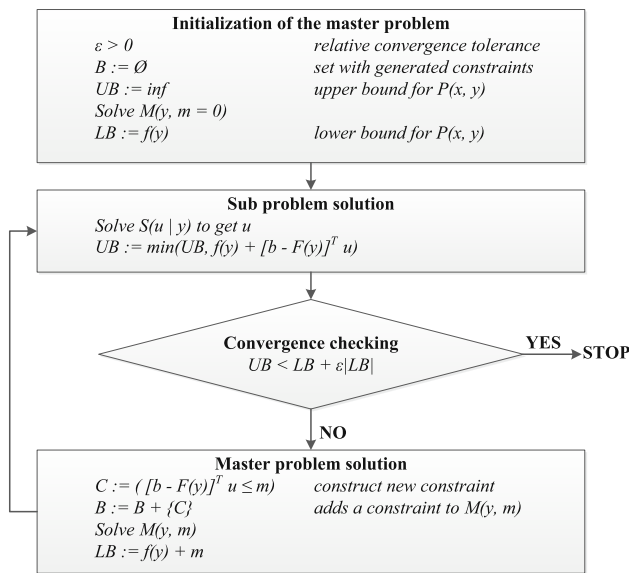 Initialization of the master problem
ε > 0 relative convergence tolerance
B := Ø set with generated constraints
UB := inf upper bound for P(x, y)
Solve M(y, m = 0)
LB := f(y) lower bound for P(x, y)
Sub problem solution
Solve S(u | y) to get u
UB := min(UB, f(y) + [b - F(y)]^T u)
Convergence checking
UB < LB + ε|LB|
YES
STOP
NO
Master problem solution
C := ( [b - F(y)]^T u ≤ m) construct new constraint
B := B + {C} adds a constraint to M(y, m)
Solve M(y, m)
LB := f(y) + m